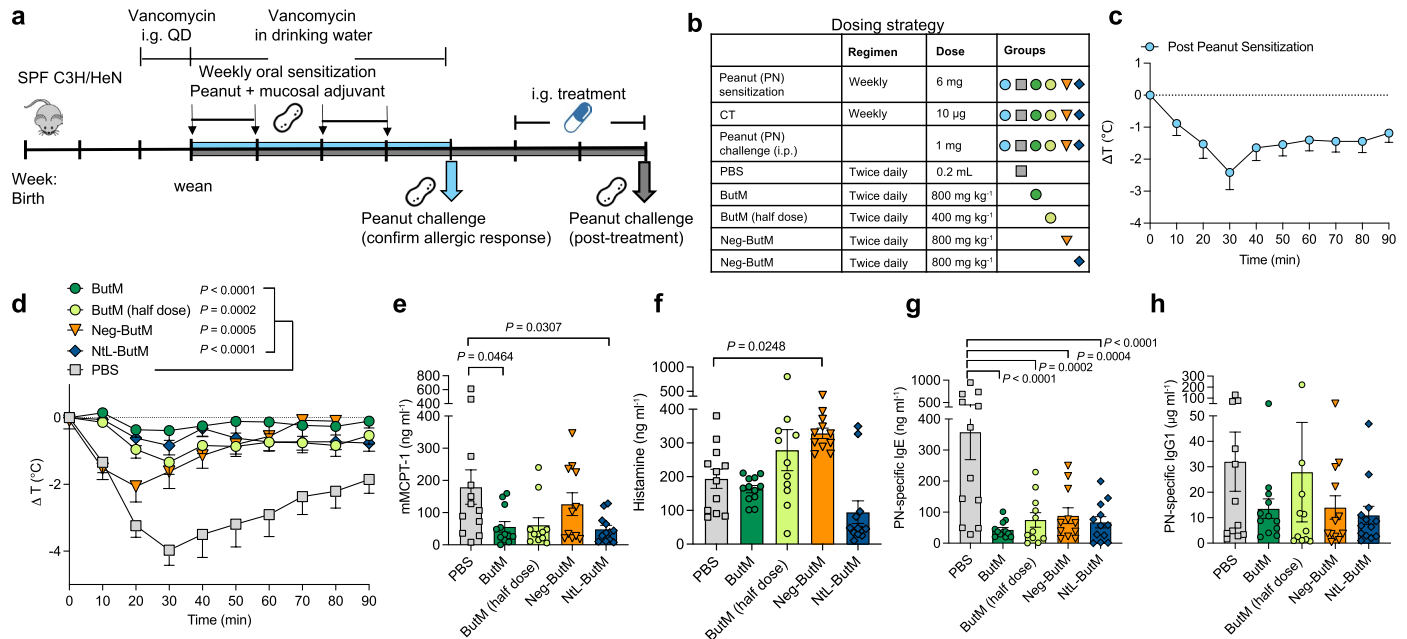 a
Vancomycin
i.g. QD
Vancomycin
in drinking water
SPF C3H/HeN
Weekly oral sensitization
Peanut + mucosal adjuvant
i.g. treatment
Week:
Birth
wean
Peanut challenge
(confirm allergic response)
Peanut challenge
(post-treatment)
b
Dosing strategy
Regimen Dose Groups
Peanut (PN)
sensitization Weekly 6 mg
CT Weekly 10 µg
Peanut (PN)
challenge (i.p.) 1 mg
PBS Twice daily 0.2 mL
ButM Twice daily 800 mg kg⁻¹
ButM (half dose) Twice daily 400 mg kg⁻¹
Neg-ButM Twice daily 800 mg kg⁻¹
Neg-ButM Twice daily 800 mg kg⁻¹
c
Post Peanut Sensitization
1
0
-1
-2
-3
-4
ΔT (°C)
0 10 20 30 40 50 60 70 80 90
Time (min)
d
ButM P < 0.0001
ButM (half dose) P = 0.0002
Neg-ButM P = 0.0005
NtL-ButM P < 0.0001
PBS
0
-2
-4
Δ T (°C)
0 10 20 30 40 50 60 70 80 90
Time (min)
e
P = 0.0307
P = 0.0464
800
600
400
400
300
200
100
0
mMCPT-1 (ng ml⁻¹)
PBS
ButM
ButM (half dose)
Neg-ButM
NtL-ButM
f
P = 0.0248
1000
500
400
300
200
100
0
Histamine (ng ml⁻¹)
PBS
ButM
ButM (half dose)
Neg-ButM
NtL-ButM
g
P < 0.0001
P = 0.0004
P = 0.0002
P < 0.0001
1000
500
400
300
200
100
0
PN-specific IgE (ng ml⁻¹)
PBS
ButM
ButM (half dose)
Neg-ButM
NtL-ButM
h
300
200
100
50
40
30
20
10
0
PN-specific IgG1 (µg ml⁻¹)
PBS
ButM
ButM (half dose)
Neg-ButM
NtL-ButM